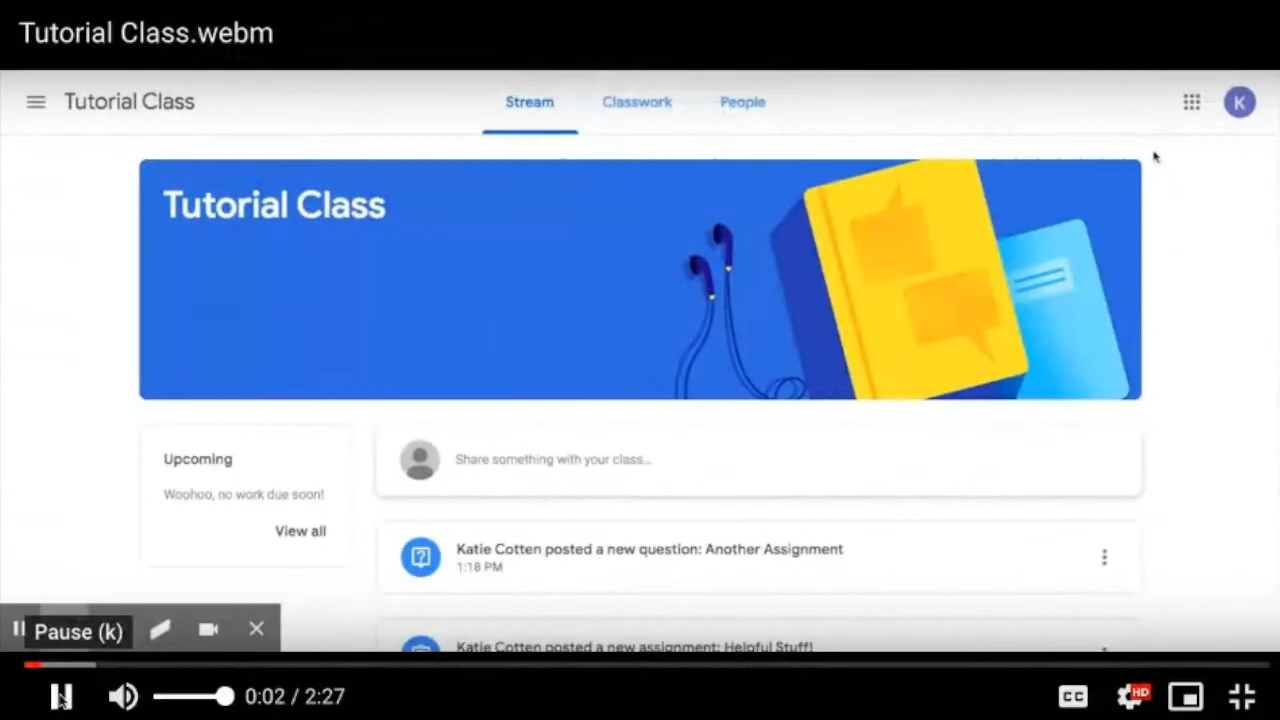 Tutorial Class.webm
Tutorial Class
Stream
Classwork
People
K
Tutorial Class
Upcoming
Woohoo, no work due soon!
View all
Share something with your class...
Katie Cotten posted a new question: Another Assignment
1:18 PM
Katie Cotten posted a new assignment: Helpful Stuff!
Pause (k)
0:02 / 2:27
CC
HD